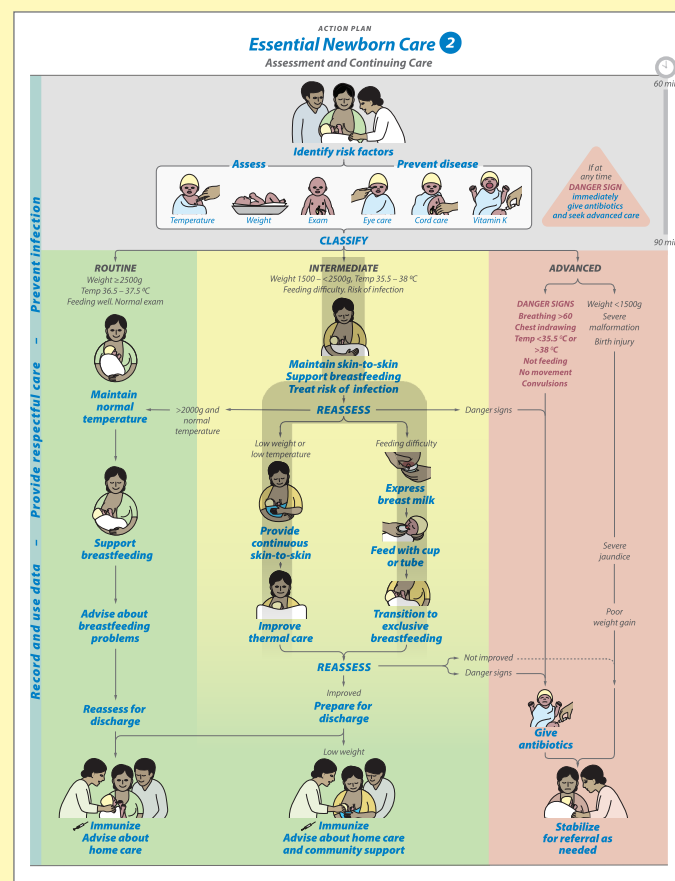 ACTION PLAN
Essential Newborn Care 2
Assessment and Continuing Care
60 min
Identify risk factors
Assess
Prevent disease
Temperature
Weight
Exam
Eye care
Cord care
Vitamin K
If at
any time
DANGER SIGN
immediately
give antibiotics
and seek advanced care
CLASSIFY
90 min
Prevent infection
–
Provide respectful care
–
Record and use data
ROUTINE
Weight ≥2500g
Temp 36.5 – 37.5 ºC
Feeding well. Normal exam
INTERMEDIATE
Weight 1500 – <2500g, Temp 35.5 – 38 ºC
Feeding difficulty. Risk of infection
ADVANCED
DANGER SIGNS
Breathing >60
Chest indrawing
Temp <35.5 ºC or
>38 ºC
Not feeding
No movement
Convulsions
Weight <1500g
Severe
malformation
Birth injury
Maintain
normal
temperature
Maintain skin-to-skin
Support breastfeeding
Treat risk of infection
>2000g and
normal
temperature
REASSESS
Danger signs
Low weight or
low temperature
Feeding difficulty
Express
breast milk
Support
breastfeeding
Provide
continuous
skin-to-skin
Feed with cup
or tube
Severe
jaundice
Advise about
breastfeeding
problems
Improve
thermal care
Transition to
exclusive
breastfeeding
Poor
weight gain
REASSESS
Not improved
Danger signs
Improved
Prepare for
discharge
Reassess for
discharge
Give
antibiotics
Low weight
Immunize
Advise about
home care
Immunize
Advise about home care
and community support
Stabilize
for referral as
needed